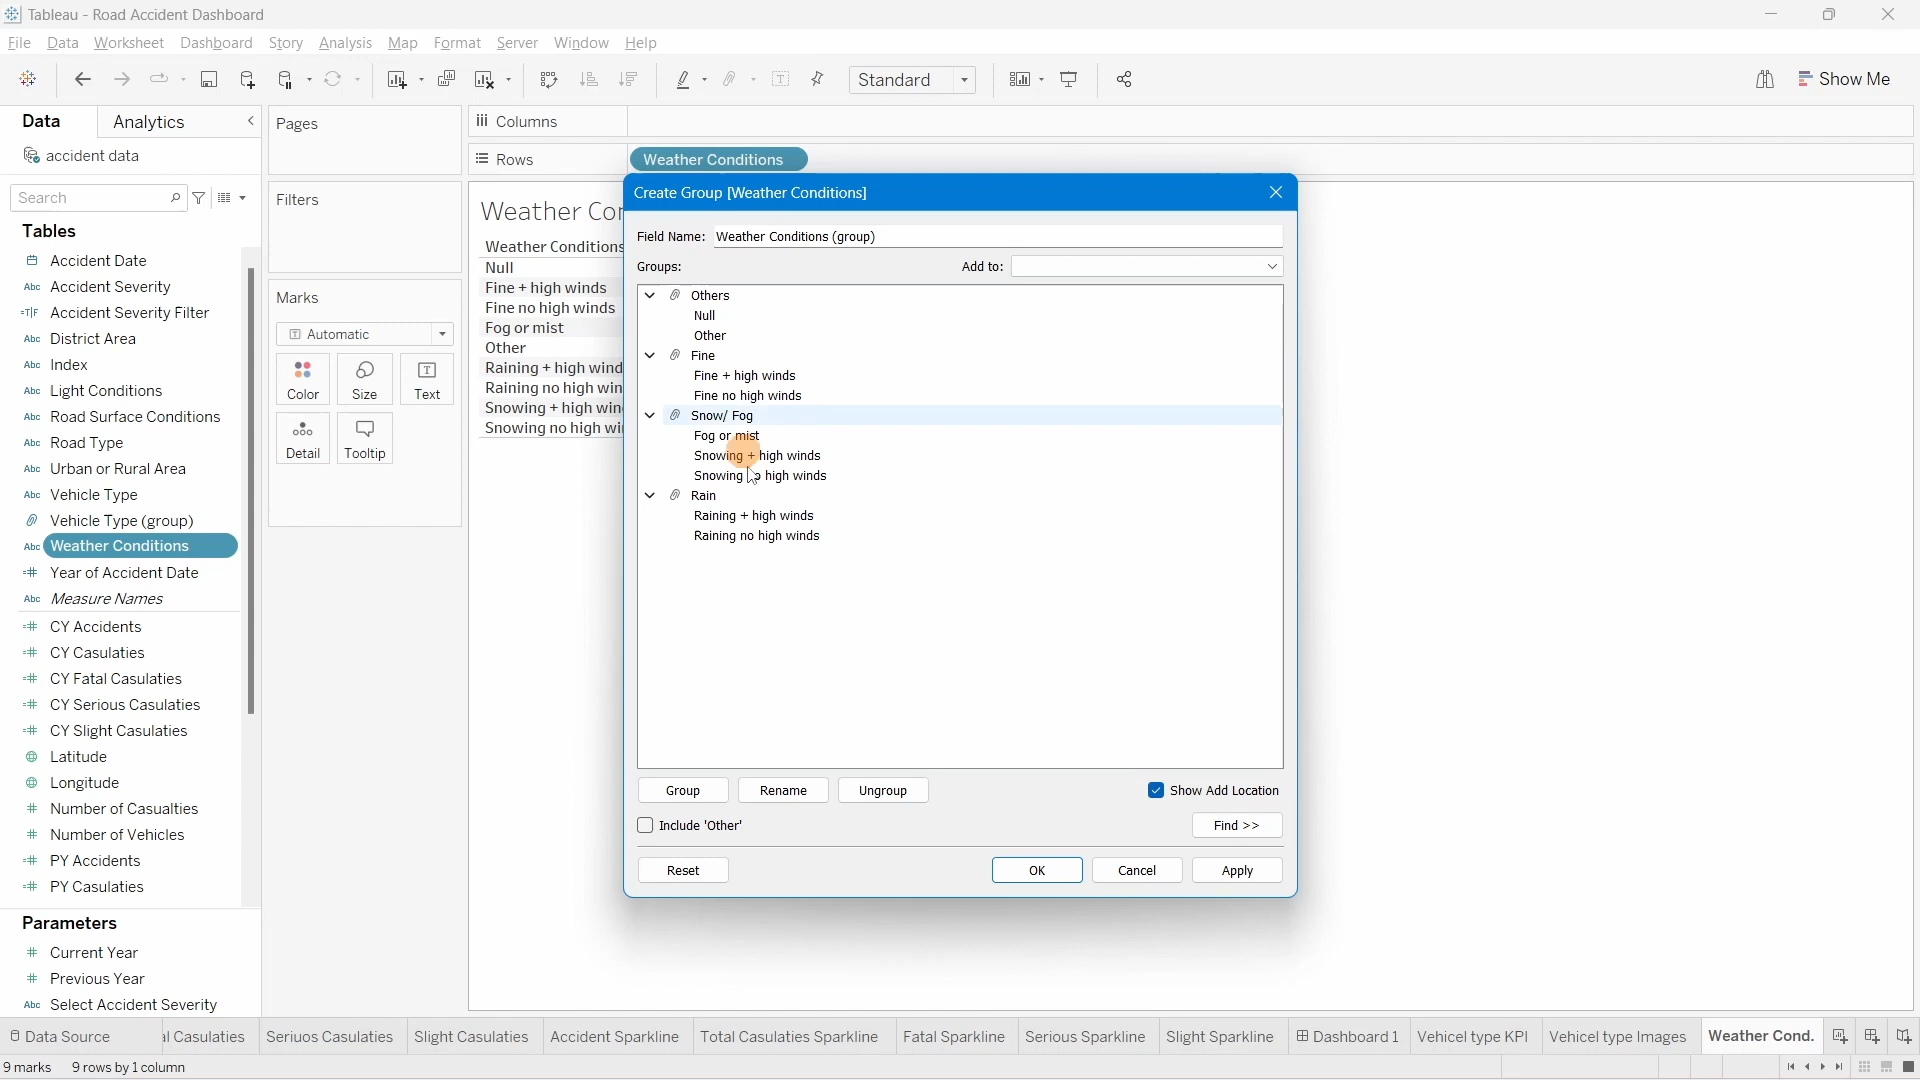 Tableau - Road Accident Dashboard
File Data Worksheet Dashboard Story Analysis Map Format Server Window Help
Standard
Show Me
Data Analytics
accident data
Search
Tables
Accident Date
Abc Accident Severity
=T|F Accident Severity Filter
Abc District Area
Abc Index
Abc Light Conditions
Abc Road Surface Conditions
Abc Road Type
Abc Urban or Rural Area
Abc Vehicle Type
Vehicle Type (group)
Abc Weather Conditions
=# Year of Accident Date
Abc Measure Names
=# CY Accidents
=# CY Casulaties
=# CY Fatal Casulaties
=# CY Serious Casulaties
=# CY Slight Casulaties
Latitude
Longitude
# Number of Casualties
# Number of Vehicles
=# PY Accidents
=# PY Casulaties
Parameters
# Current Year
# Previous Year
Abc Select Accident Severity
Pages
Filters
Marks
Automatic
Color Size Text
Detail Tooltip
Columns
Rows Weather Conditions
Weather Con
Weather Conditions
Null
Fine + high winds
Fine no high winds
Fog or mist
Other
Raining + high wind
Raining no high win
Snowing + high win
Snowing no high wi
Create Group [Weather Conditions]
Field Name: Weather Conditions (group)
Groups: Add to:
Others
Null
Other
Fine
Fine + high winds
Fine no high winds
Snow/ Fog
Fog or mist
Snowing + high winds
Snowing high winds
Rain
Raining + high winds
Raining no high winds
Group Rename Ungroup Show Add Location
Include 'Other' Find >>
Reset OK Cancel Apply
Data Source al Casulaties Seriuos Casulaties Slight Casulaties Accident Sparkline Total Casulaties Sparkline Fatal Sparkline Serious Sparkline Slight Sparkline Dashboard 1 Vehicel type KPI Vehicel type Images Weather Cond.
9 marks 9 rows by 1 column